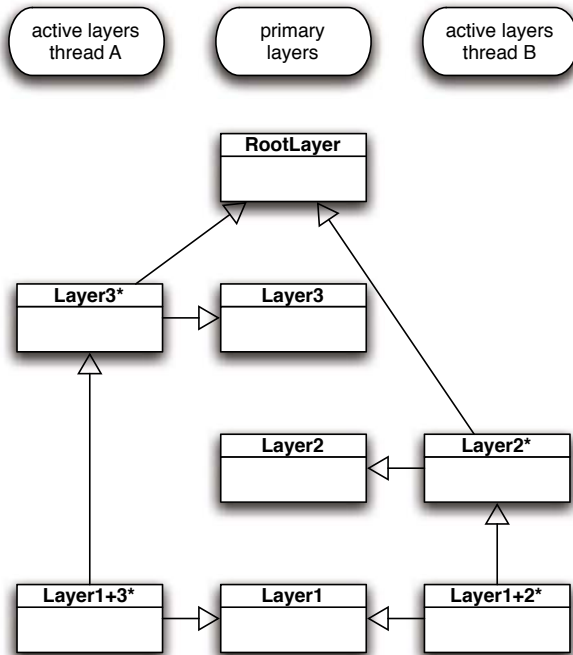 active layers
thread A
primary
layers
active layers
thread B
RootLayer
Layer3*
Layer3
Layer2
Layer2*
Layer1+3*
Layer1
Layer1+2*